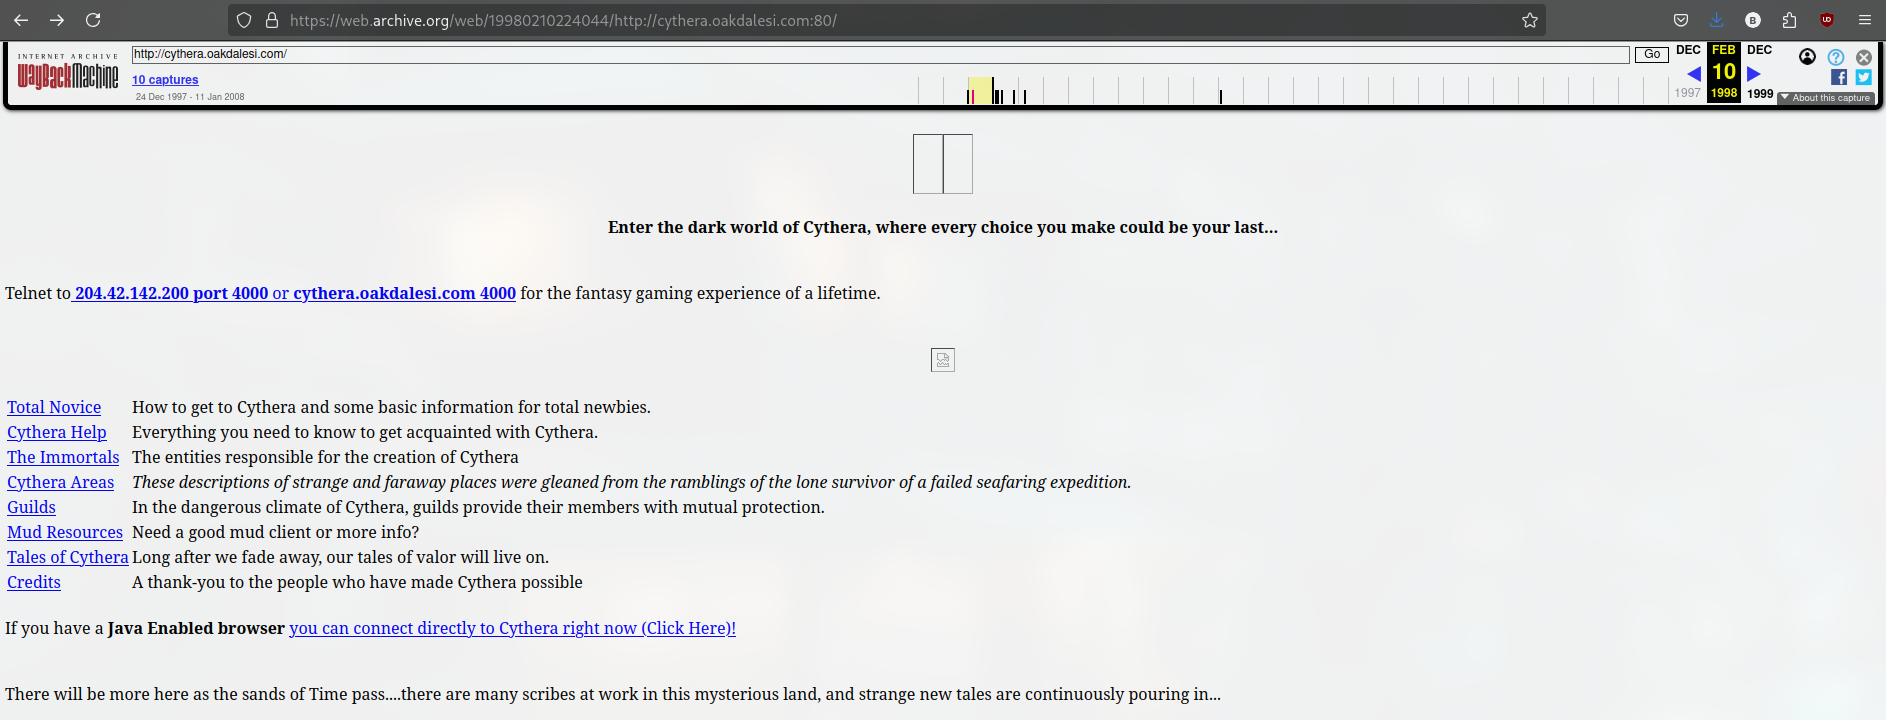 https://web.archive.org/web/19980210224044/http://cythera.oakdalesi.com:80/
INTERNET ARCHIVE
WayBackMachine
http://cythera.oakdalesi.com/
Go
DEC FEB DEC
10 captures
10
24 Dec 1997 - 11 Jan 2008
1997 1998 1999
About this capture
Enter the dark world of Cythera, where every choice you make could be your last...
Telnet to 204.42.142.200 port 4000 or cythera.oakdalesi.com 4000 for the fantasy gaming experience of a lifetime.
Total Novice How to get to Cythera and some basic information for total newbies.
Cythera Help Everything you need to know to get acquainted with Cythera.
The Immortals The entities responsible for the creation of Cythera
Cythera Areas These descriptions of strange and faraway places were gleaned from the ramblings of the lone survivor of a failed seafaring expedition.
Guilds In the dangerous climate of Cythera, guilds provide their members with mutual protection.
Mud Resources Need a good mud client or more info?
Tales of Cythera Long after we fade away, our tales of valor will live on.
Credits A thank-you to the people who have made Cythera possible
If you have a Java Enabled browser you can connect directly to Cythera right now (Click Here)!
There will be more here as the sands of Time pass....there are many scribes at work in this mysterious land, and strange new tales are continuously pouring in...